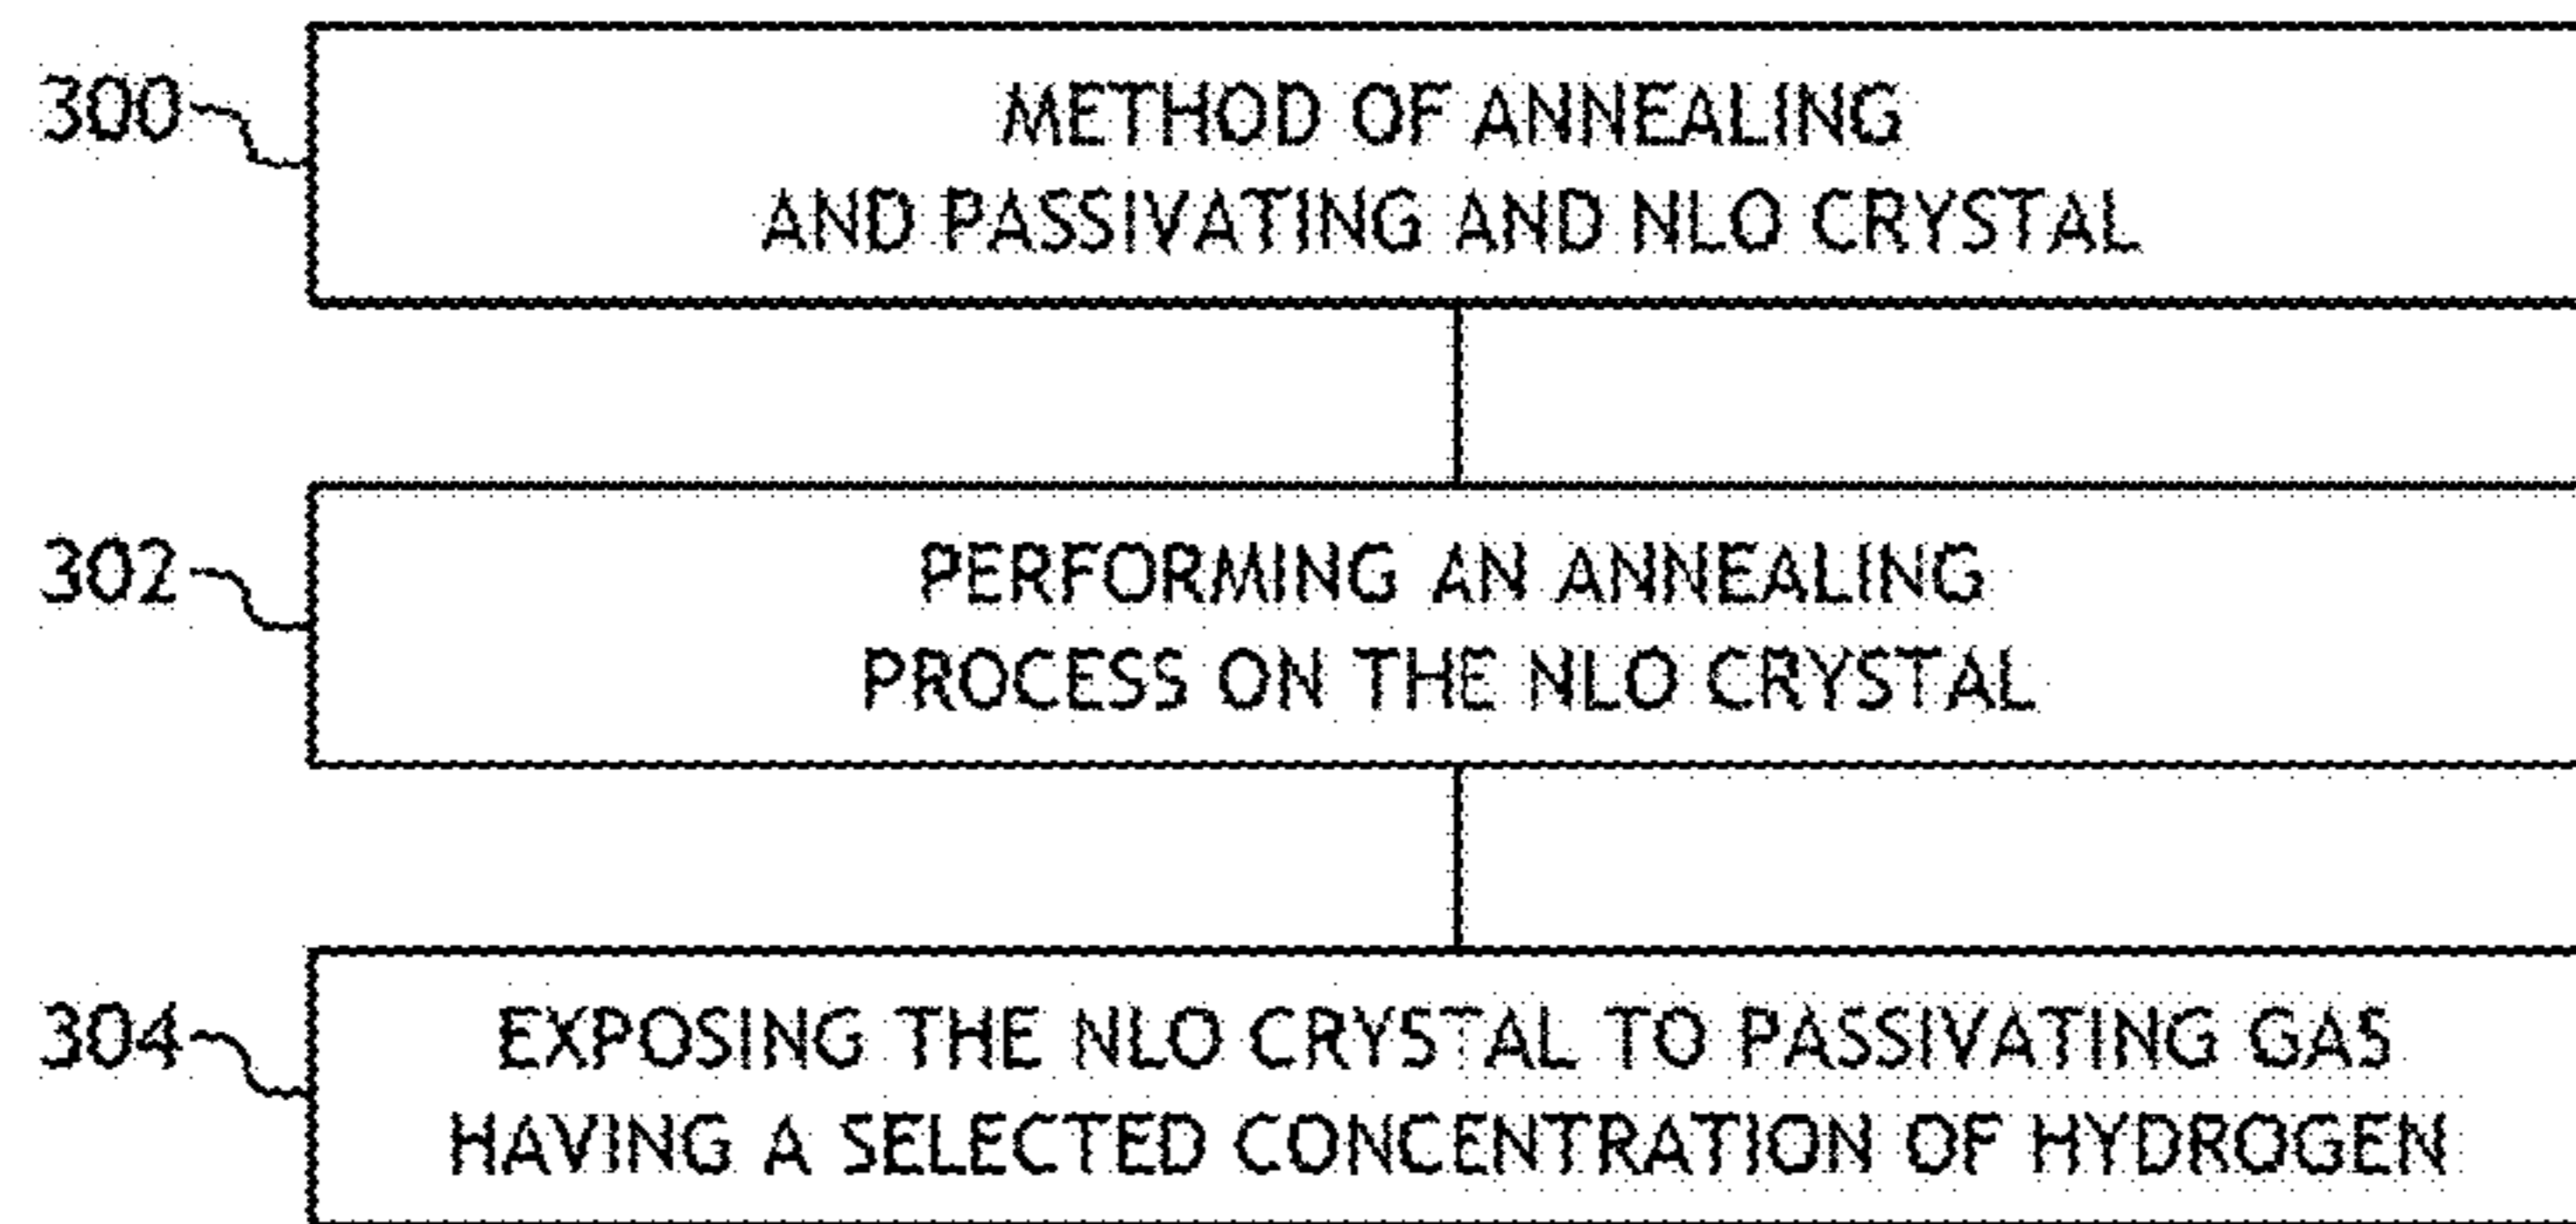 300
METHOD OF ANNEALING
AND PASSIVATING AND NLO CRYSTAL
302
PERFORMING AN ANNEALING
PROCESS ON THE NLO CRYSTAL
304
EXPOSING THE NLO CRYSTAL TO PASSIVATING GAS
HAVING A SELECTED CONCENTRATION OF HYDROGEN